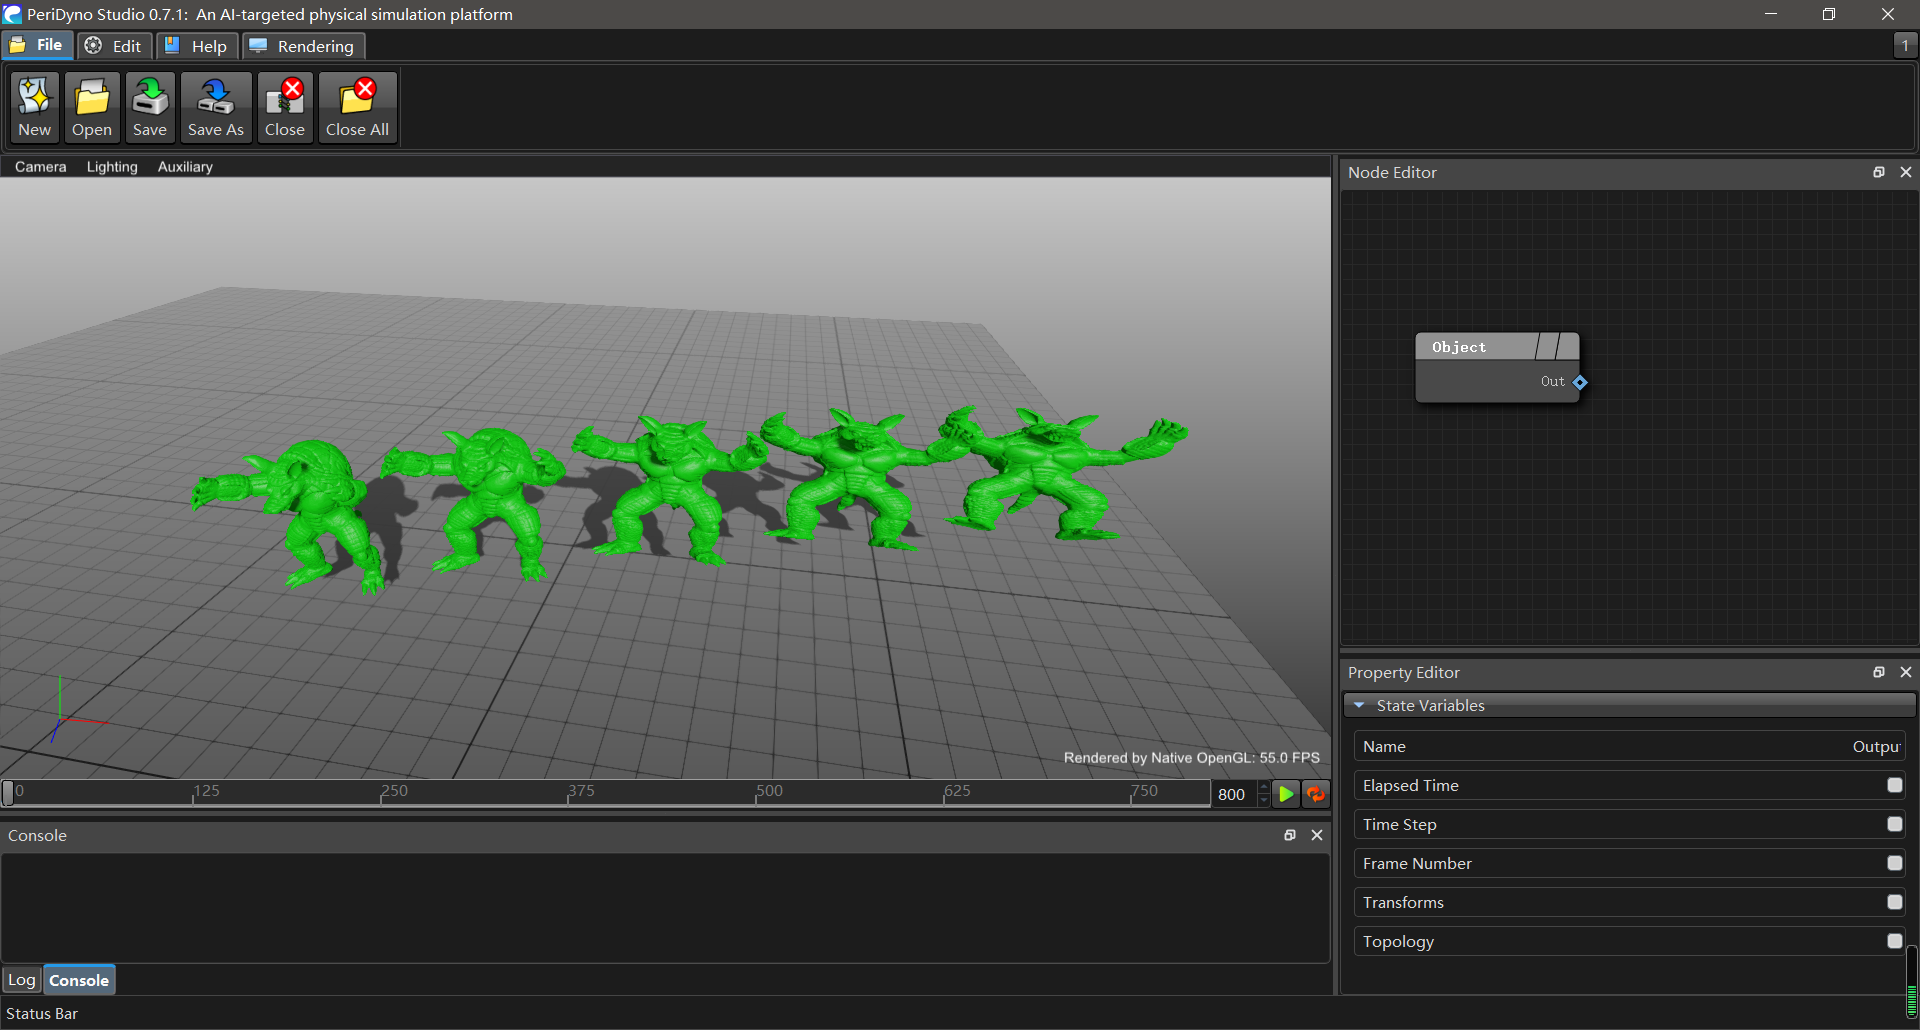 PeriDyno Studio 0.7.1: An AI-targeted physical simulation platform
File Edit Help Rendering
1
New Open Save Save As Close Close All
Camera Lighting Auxiliary
Node Editor
Object
Out
Rendered by Native OpenGL: 55.0 FPS
0 125 250 375 500 625 750 800
Property Editor
State Variables
Name Outpu
Elapsed Time
Time Step
Frame Number
Transforms
Topology
Console
Log Console
Status Bar